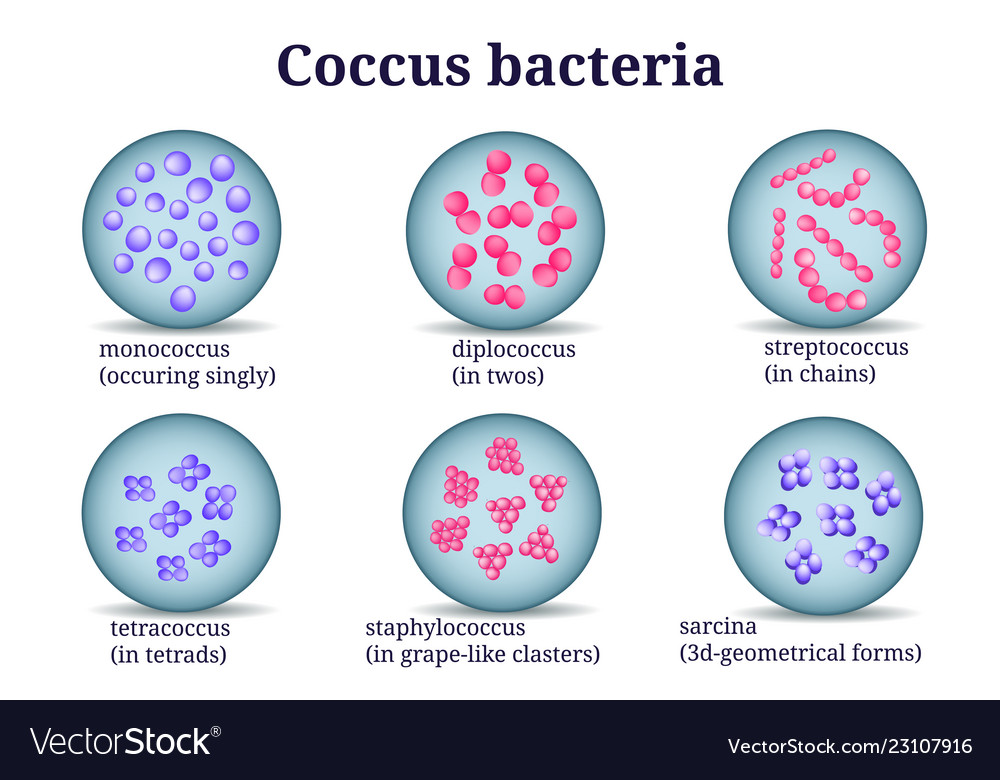 Coccus bacteria
monococcus
(occuring singly)
diplococcus
(in twos)
streptococcus
(in chains)
tetracoccus
(in tetrads)
staphylococcus
(in grape-like clasters)
sarcina
(3d-geometrical forms)
VectorStock®
VectorStock.com/23107916